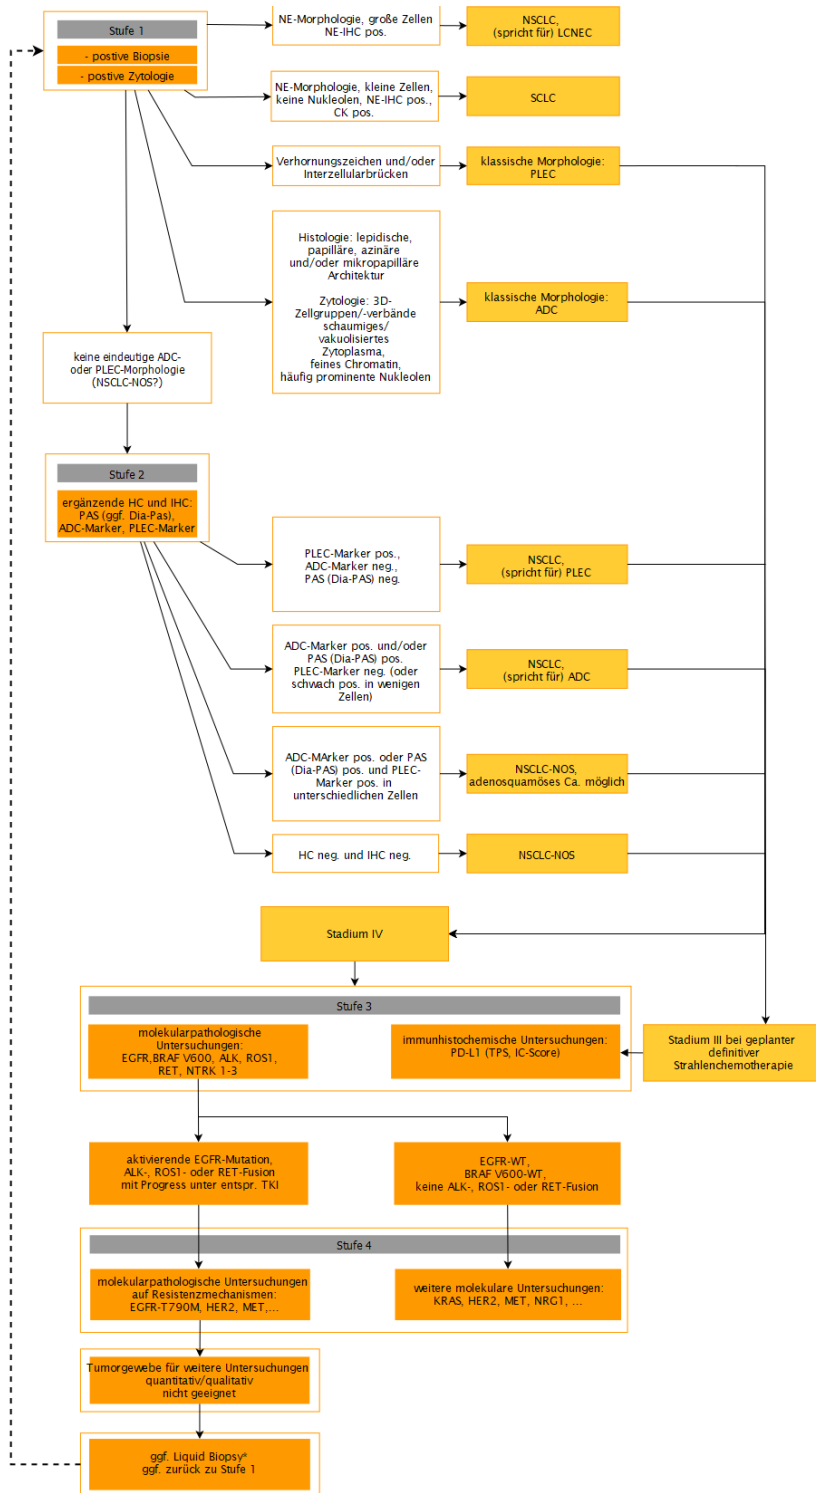 Stufe 1
- postive Biopsie
- postive Zytologie
NE-Morphologie, große Zellen
NE-IHC pos.
NSCLC,
(spricht für) LCNEC
NE-Morphologie, kleine Zellen,
keine Nukleolen, NE-IHC pos.,
CK pos.
SCLC
Verhornungszeichen und/oder
Interzellularbrücken
klassische Morphologie:
PLEC
Histologie: lepidische,
papilläre, azinäre
und/oder mikropapilläre
Architektur
Zytologie: 3D-
Zellgruppen/-verbände
schaumiges/
vakuolisiertes
Zytoplasma,
feines Chromatin,
häufig prominente Nukleolen
klassische Morphologie:
ADC
keine eindeutige ADC-
oder PLEC-Morphologie
(NSCLC-NOS?)
Stufe 2
ergänzende HC und IHC:
PAS (ggf. Dia-Pas),
ADC-Marker, PLEC-Marker
PLEC-Marker pos.,
ADC-Marker neg.,
PAS (Dia-PAS) neg.
NSCLC,
(spricht für) PLEC
ADC-Marker pos. und/oder
PAS (Dia-PAS) pos.
PLEC-Marker neg. (oder
schwach pos. in wenigen
Zellen)
NSCLC,
(spricht für) ADC
ADC-MArker pos. oder PAS
(Dia-PAS) pos. und PLEC-
Marker pos. in
unterschiedlichen Zellen
NSCLC-NOS,
adenosquamöses Ca. möglich
HC neg. und IHC neg.
NSCLC-NOS
Stadium IV
Stufe 3
molekularpathologische
Untersuchungen:
EGFR,BRAF V600, ALK, ROS1,
RET, NTRK 1-3
immunhistochemische Untersuchungen:
PD-L1 (TPS, IC-Score)
Stadium III bei geplanter
definitiver
Strahlenchemotherapie
aktivierende EGFR-Mutation,
ALK-, ROS1- oder RET-Fusion
mit Progress unter entspr. TKI
EGFR-WT,
BRAF V600-WT,
keine ALK-, ROS1- oder RET-Fusion
Stufe 4
molekularpathologische Untersuchungen
auf Resistenzmechanismen:
EGFR-T790M, HER2, MET,...
weitere molekulare Untersuchungen:
KRAS, HER2, MET, NRG1, ...
Tumorgewebe für weitere Untersuchungen
quantitativ/qualitativ
nicht geeignet
ggf. Liquid Biopsy*
ggf. zurück zu Stufe 1